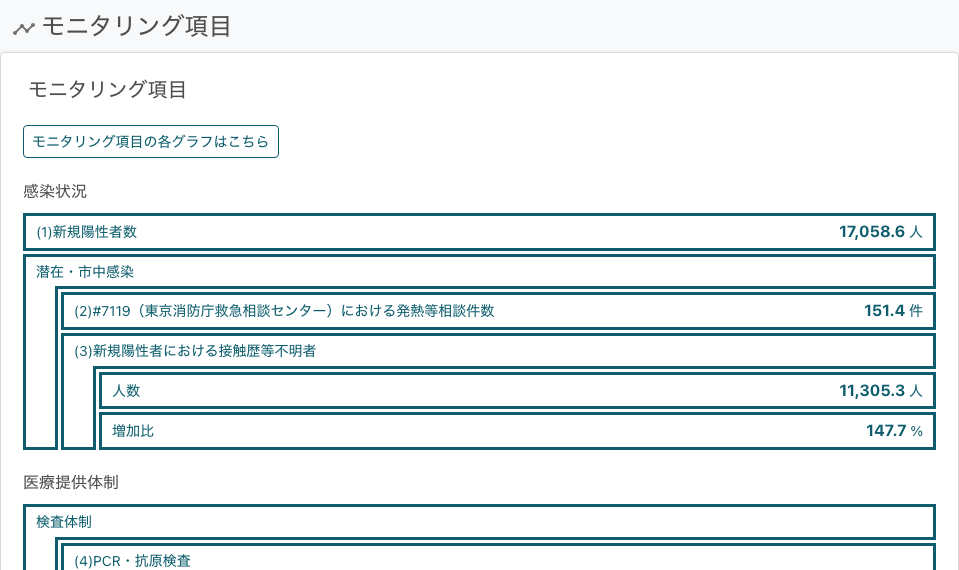 モニタリング項目
モニタリング項目
モニタリング項目の各グラフはこちら
感染状況
(1)新規陽性者数 17,058.6 人
潜在・市中感染
(2)#7119（東京消防庁救急相談センター）における発熱等相談件数 151.4 件
(3)新規陽性者における接触歴等不明者
人数 11,305.3 人
増加比 147.7 %
医療提供体制
検査体制
(4)PCR・抗原検査